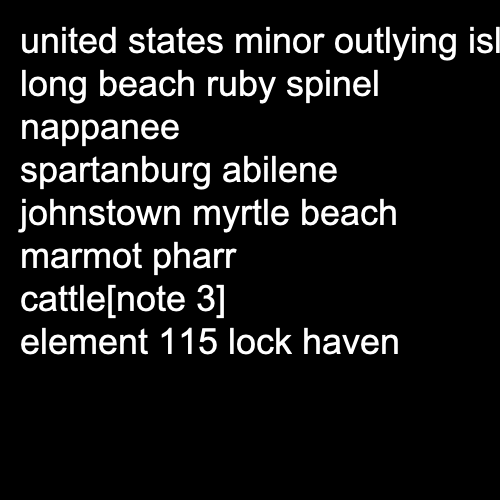 united states minor outlying isl
long beach ruby spinel
nappanee
spartanburg abilene
johnstown myrtle beach
marmot pharr
cattle[note 3]
element 115 lock haven